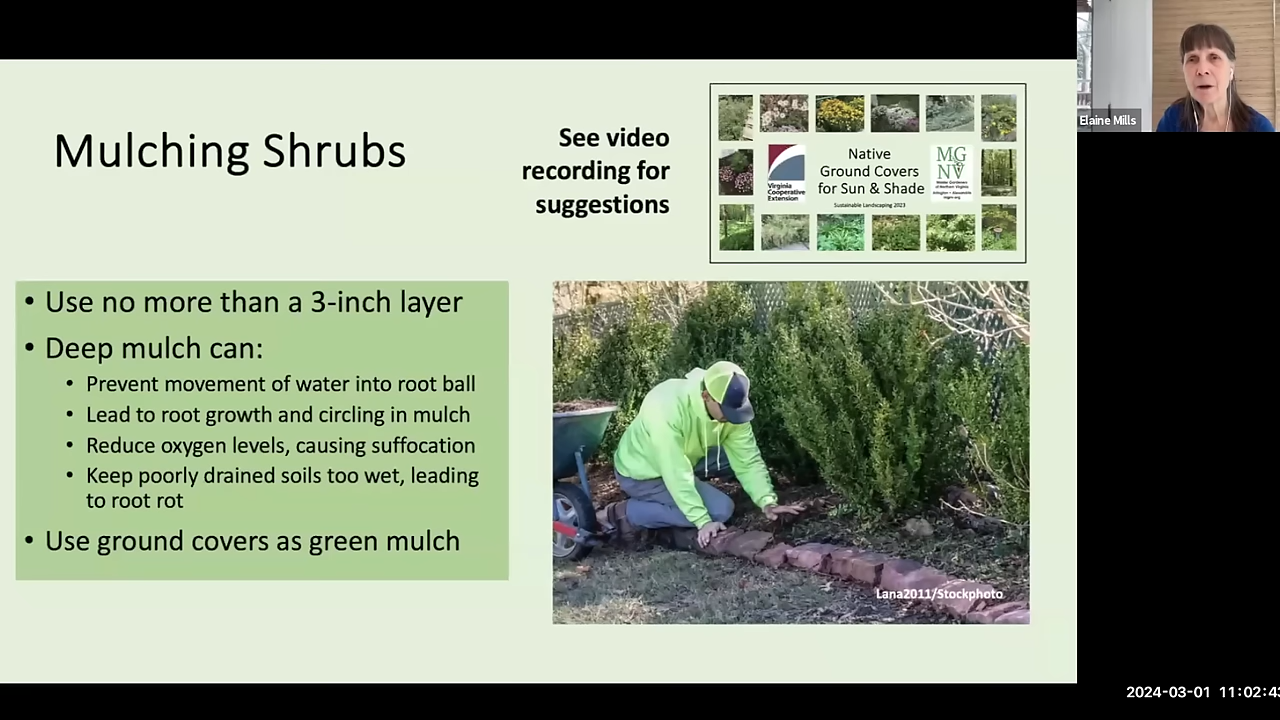 Mulching Shrubs
See video
recording for
suggestions
Virginia
Cooperative
Extension
Native
Ground Covers
for Sun & Shade
Sustainable Landscaping 2023
MG
NV
Master Gardeners
of Northern Virginia
Arlington • Alexandria
mgnv.org
Elaine Mills
• Use no more than a 3-inch layer
• Deep mulch can:
• Prevent movement of water into root ball
• Lead to root growth and circling in mulch
• Reduce oxygen levels, causing suffocation
• Keep poorly drained soils too wet, leading
to root rot
• Use ground covers as green mulch
Lana2011/Stockphoto
2024-03-01 11:02:43